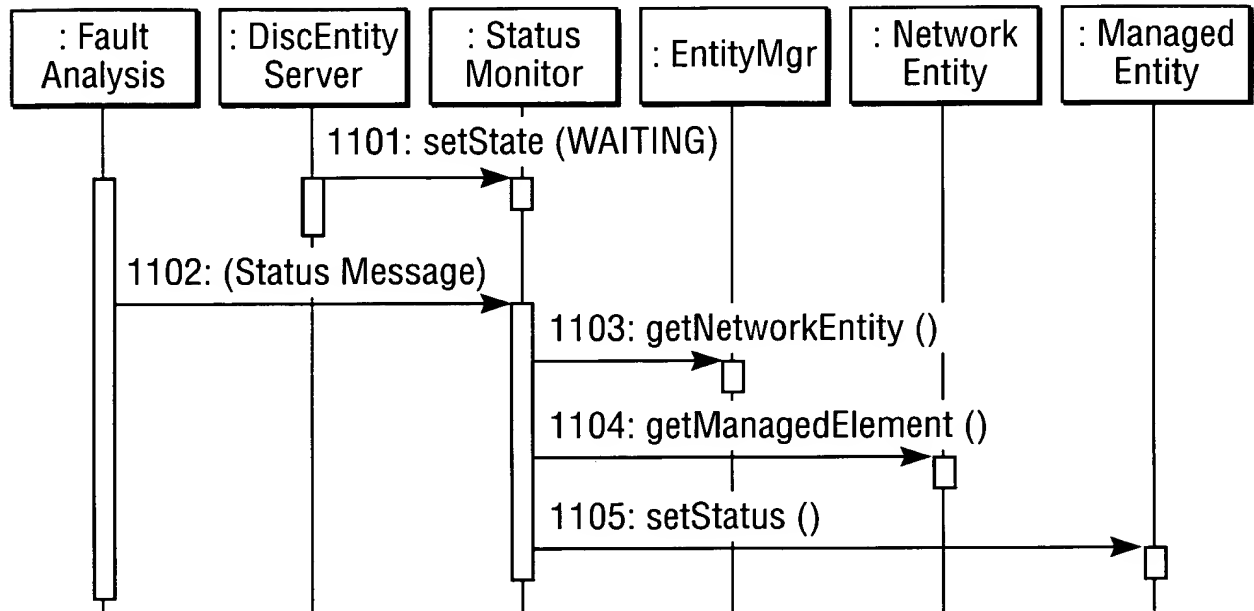 : Fault
Analysis
: DiscEntity
Server
: Status
Monitor
: EntityMgr
: Network
Entity
: Managed
Entity
1101: setState (WAITING)
1102: (Status Message)
1103: getNetworkEntity ()
1104: getManagedElement ()
1105: setStatus ()